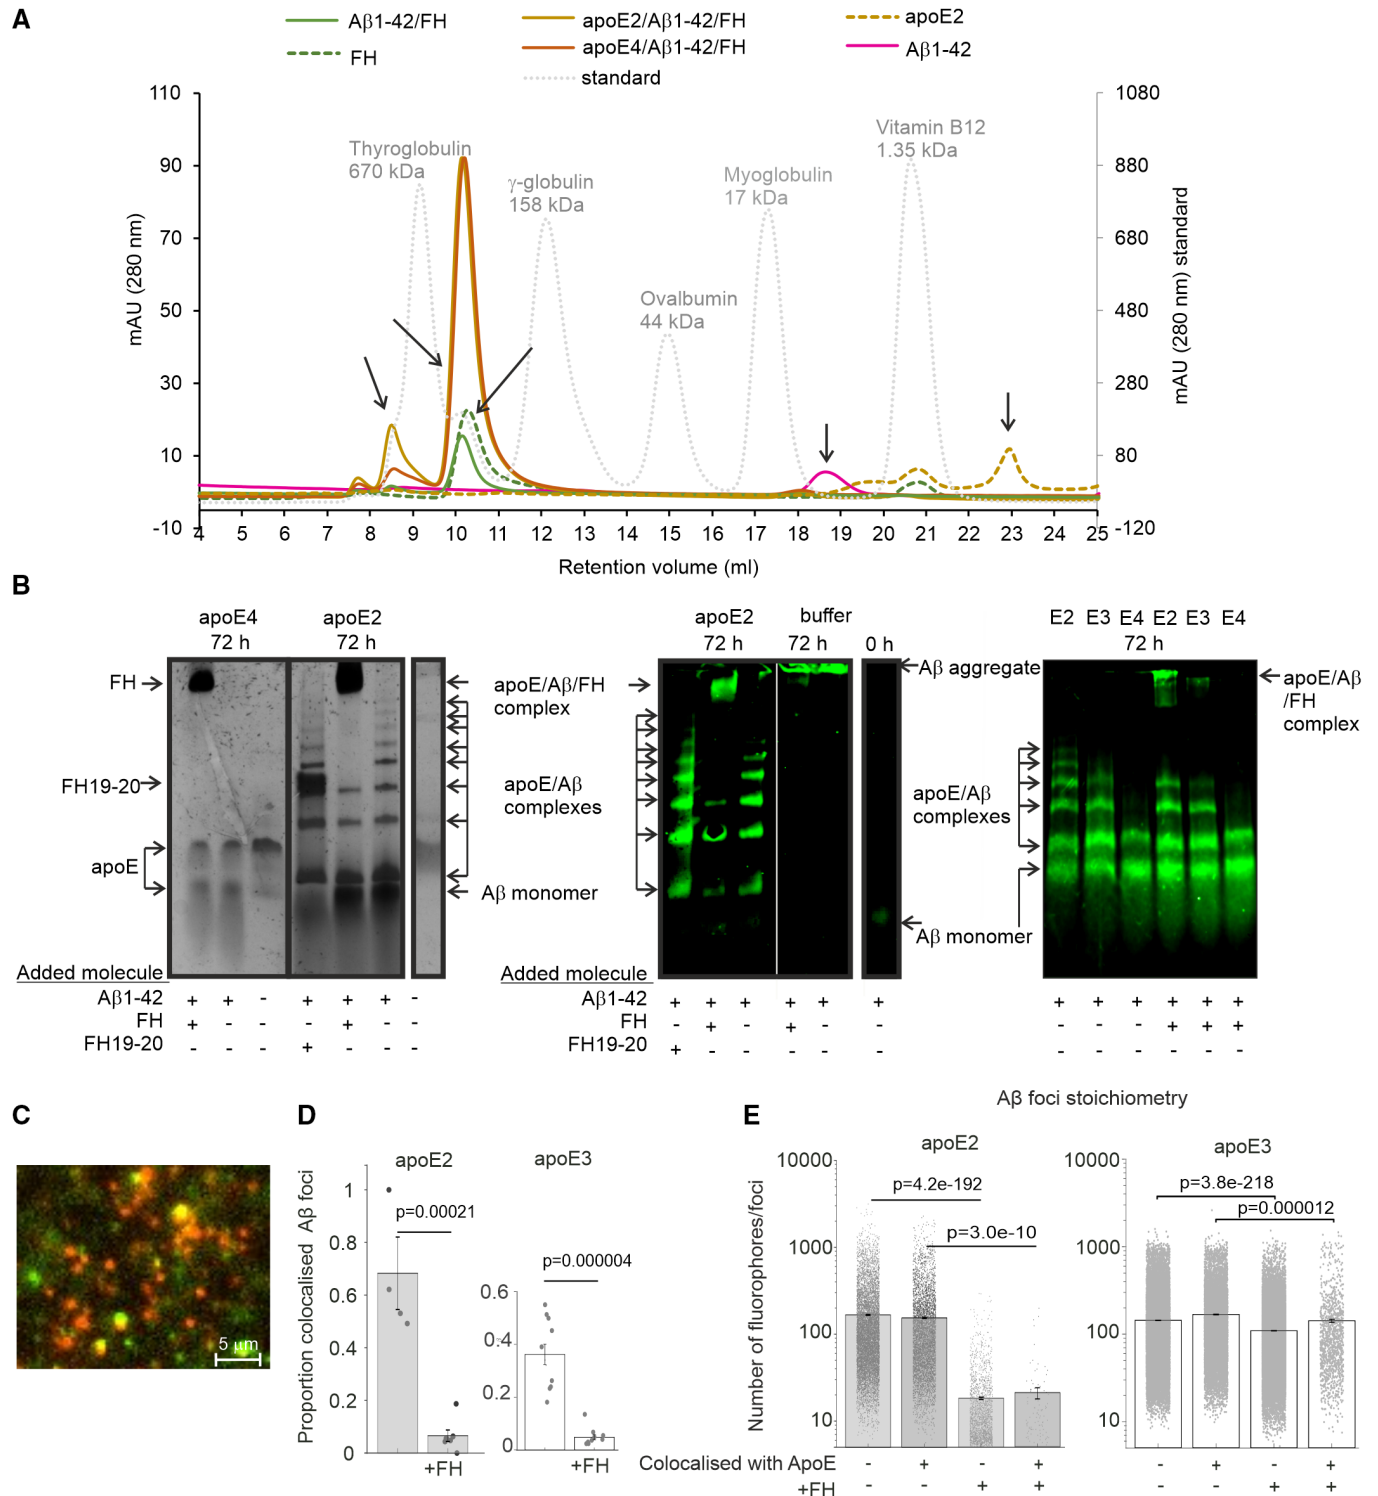 A
Aβ1-42/FH
FH
apoE2/Aβ1-42/FH
apoE4/Aβ1-42/FH
standard
apoE2
Aβ1-42
110
90
70
50
30
10
-10
mAU (280 nm)
1080
880
680
480
280
80
-120
mAU (280 nm) standard
Thyroglobulin
670 kDa
γ-globulin
158 kDa
Ovalbumin
44 kDa
Myoglobulin
17 kDa
Vitamin B12
1.35 kDa
4 5 6 7 8 9 10 11 12 13 14 15 16 17 18 19 20 21 22 23 24 25
Retention volume (ml)
B
apoE4
72 h
apoE2
72 h
FH
FH19-20
apoE
apoE/Aβ/FH
complex
apoE/Aβ
complexes
Aβ monomer
Added molecule
Aβ1-42 + + - + + + -
FH + - - - + - -
FH19-20 - - - + - - -
apoE2
72 h
buffer
72 h
0 h
Aβ aggregate
Aβ monomer
Added molecule
Aβ1-42 + + + + + +
FH - + - + - -
FH19-20 + - - - - -
E2 E3 E4 E2 E3 E4
72 h
apoE/Aβ
/FH
complex
apoE/Aβ
complexes
+ + + + + +
- - - + + +
- - - - - -
C
5 µm
D
Proportion colocalised Aβ foci
apoE2
1
0.8
0.6
0.4
0.2
0
p=0.00021
+FH
apoE3
0.6
0.4
0.2
0
p=0.000004
+FH
E
Aβ foci stoichiometry
Number of fluorophores/foci
apoE2
10000
1000
100
10
p=4.2e-192
p=3.0e-10
apoE3
10000
1000
100
10
p=3.8e-218
p=0.000012
Colocalised with ApoE - + - + - + - +
+FH - - + + - - + +